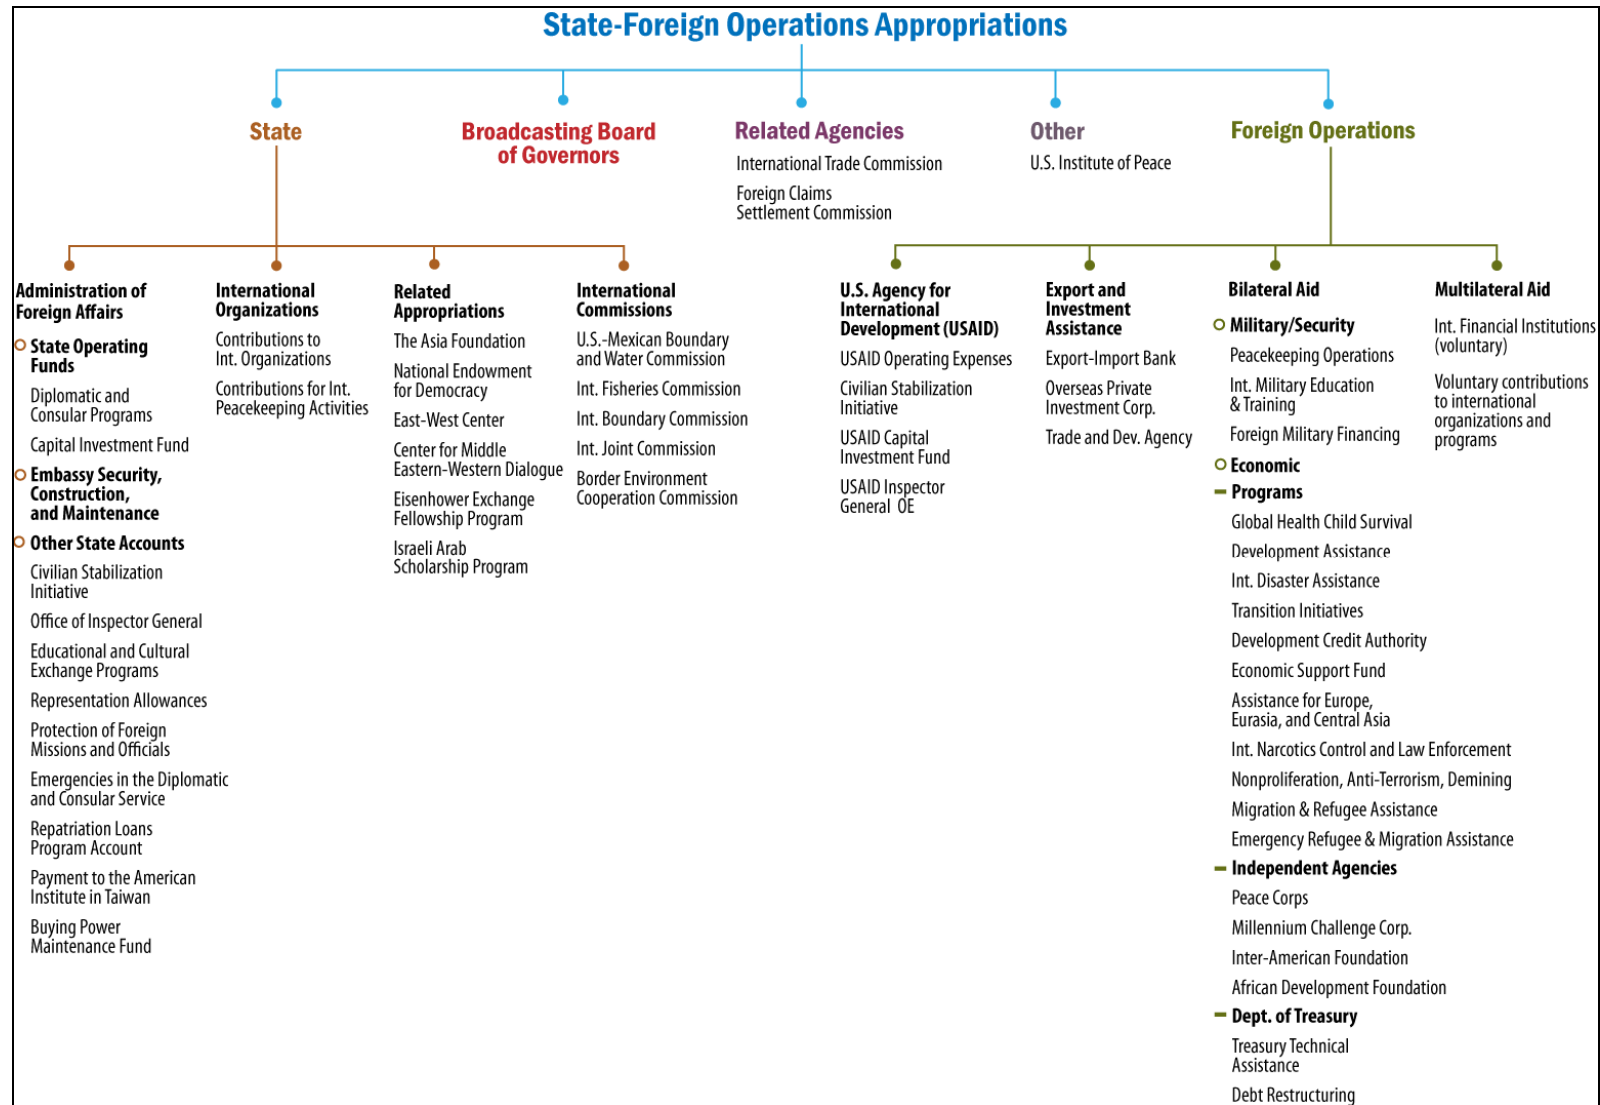 State-Foreign Operations Appropriations
State
Broadcasting Board
of Governors
Related Agencies
International Trade Commission
Foreign Claims
Settlement Commission
Other
U.S. Institute of Peace
Foreign Operations
Administration of
Foreign Affairs
State Operating
Funds
Diplomatic and
Consular Programs
Capital Investment Fund
Embassy Security,
Construction,
and Maintenance
Other State Accounts
Civilian Stabilization
Initiative
Office of Inspector General
Educational and Cultural
Exchange Programs
Representation Allowances
Protection of Foreign
Missions and Officials
Emergencies in the Diplomatic
and Consular Service
Repatriation Loans
Program Account
Payment to the American
Institute in Taiwan
Buying Power
Maintenance Fund
International
Organizations
Contributions to
Int. Organizations
Contributions for Int.
Peacekeeping Activities
Related
Appropriations
The Asia Foundation
National Endowment
for Democracy
East-West Center
Center for Middle
Eastern-Western Dialogue
Eisenhower Exchange
Fellowship Program
Israeli Arab
Scholarship Program
International
Commissions
U.S.-Mexican Boundary
and Water Commission
Int. Fisheries Commission
Int. Boundary Commission
Int. Joint Commission
Border Environment
Cooperation Commission
U.S. Agency for
International
Development (USAID)
USAID Operating Expenses
Civilian Stabilization
Initiative
USAID Capital
Investment Fund
USAID Inspector
General OE
Export and
Investment
Assistance
Export-Import Bank
Overseas Private
Investment Corp.
Trade and Dev. Agency
Bilateral Aid
Military/Security
Peacekeeping Operations
Int. Military Education
& Training
Foreign Military Financing
Economic
Programs
Global Health Child Survival
Development Assistance
Int. Disaster Assistance
Transition Initiatives
Development Credit Authority
Economic Support Fund
Assistance for Europe,
Eurasia, and Central Asia
Int. Narcotics Control and Law Enforcement
Nonproliferation, Anti-Terrorism, Demining
Migration & Refugee Assistance
Emergency Refugee & Migration Assistance
Independent Agencies
Peace Corps
Millennium Challenge Corp.
Inter-American Foundation
African Development Foundation
Dept. of Treasury
Treasury Technical
Assistance
Debt Restructuring
Multilateral Aid
Int. Financial Institutions
(voluntary)
Voluntary contributions
to international
organizations and
programs